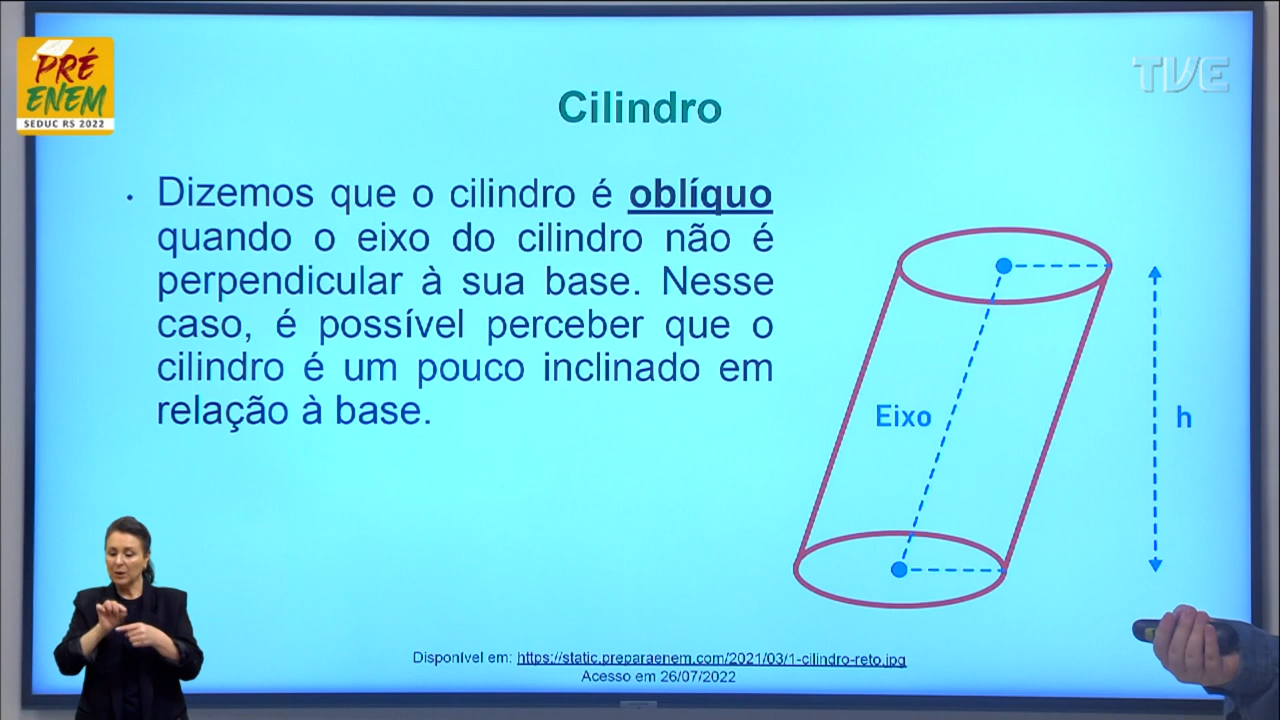 PRÉ
ENEM
SEDUC RS 2022
TVE
Cilindro
• Dizemos que o cilindro é oblíquo
quando o eixo do cilindro não é
perpendicular à sua base. Nesse
caso, é possível perceber que o
cilindro é um pouco inclinado em
relação à base.
Eixo
h
Disponível em: https://static.preparaenem.com/2021/03/1-cilindro-reto.jpg
Acesso em 26/07/2022